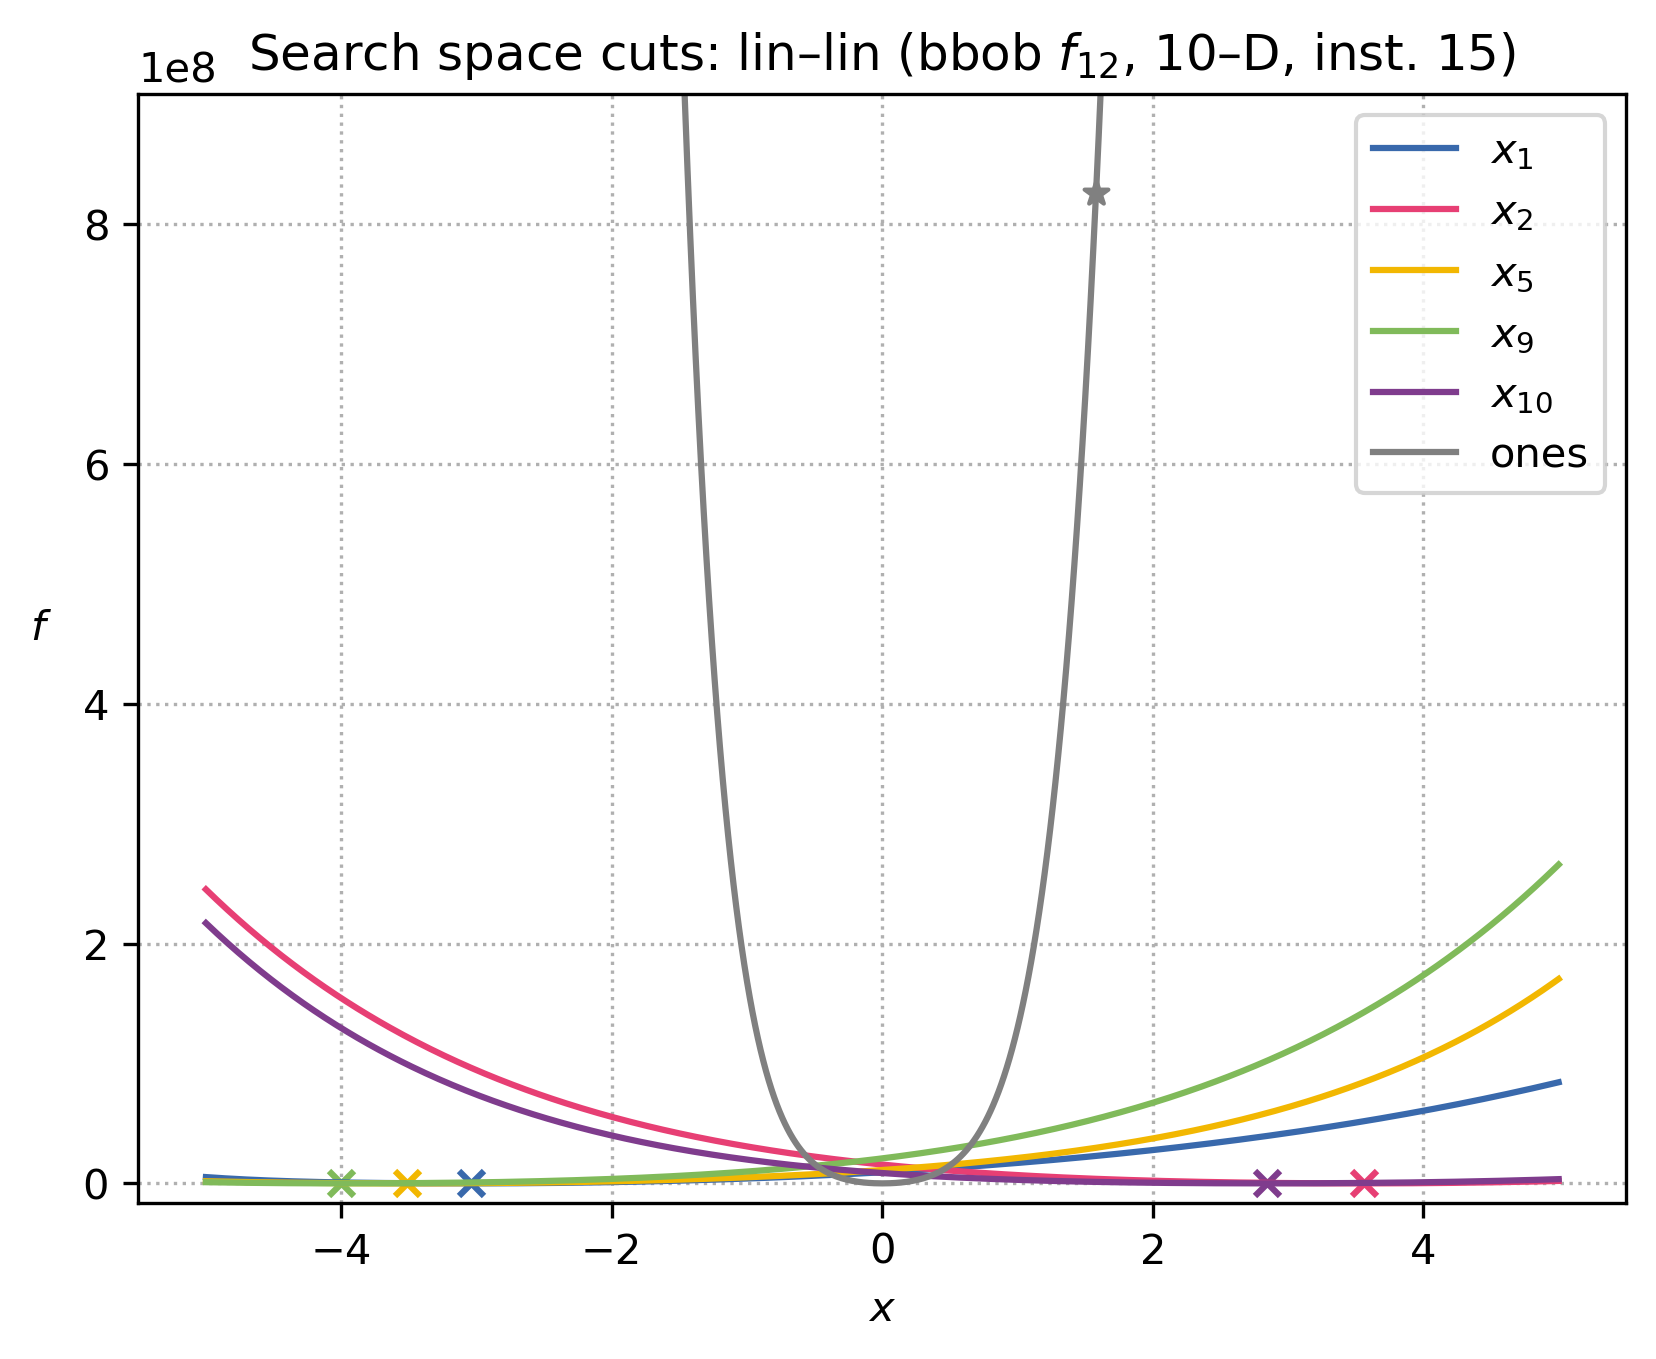 1e8
Search space cuts: lin–lin (bbob f₁₂, 10–D, inst. 15)
x₁
x₂
x₅
x₉
x₁₀
ones
8
6
4
2
0
f
−4 −2 0 2 4
x